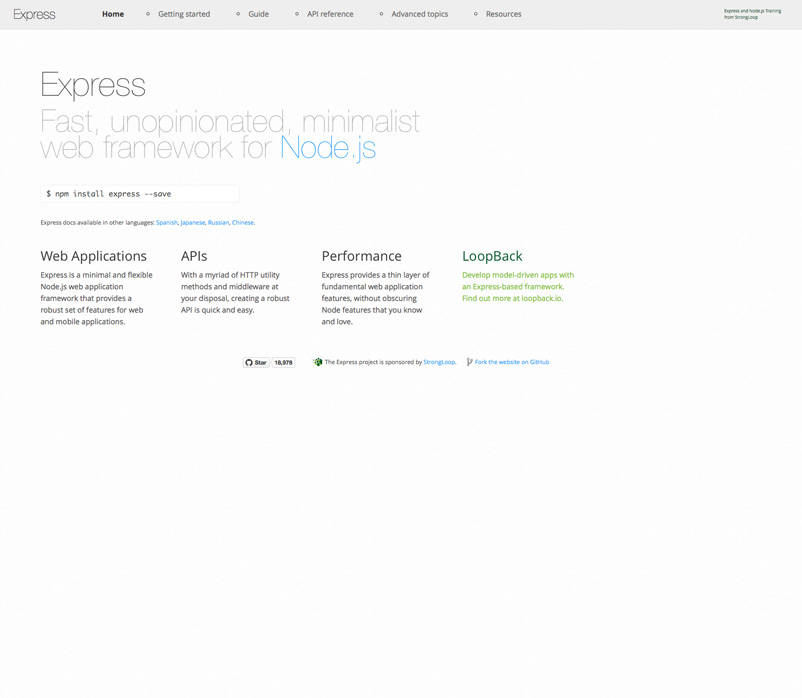 Express
Home
Getting started
Guide
API reference
Advanced topics
Resources
Express and Node.js Training
from StrongLoop
Express
Fast, unopinionated, minimalist
web framework for Node.js
$ npm install express --save
Express docs available in other languages: Spanish, Japanese, Russian, Chinese.
Web Applications
Express is a minimal and flexible
Node.js web application
framework that provides a
robust set of features for web
and mobile applications.
APIs
With a myriad of HTTP utility
methods and middleware at
your disposal, creating a robust
API is quick and easy.
Performance
Express provides a thin layer of
fundamental web application
features, without obscuring
Node features that you know
and love.
LoopBack
Develop model-driven apps with
an Express-based framework.
Find out more at loopback.io.
Star
18,978
The Express project is sponsored by StrongLoop.
Fork the website on GitHub